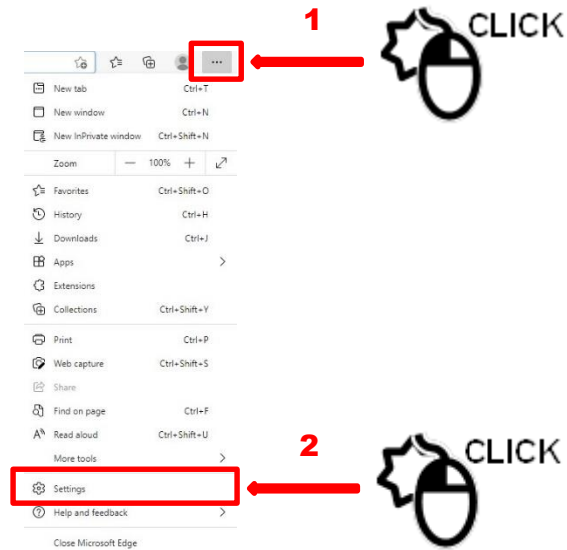 1
CLICK
...
New tab Ctrl+T
New window Ctrl+N
New InPrivate window Ctrl+Shift+N
Zoom — 100% +
Favorites Ctrl+Shift+O
History Ctrl+H
Downloads Ctrl+J
Apps >
Extensions
Collections Ctrl+Shift+Y
Print Ctrl+P
Web capture Ctrl+Shift+S
Share
Find on page Ctrl+F
Read aloud Ctrl+Shift+U
More tools >
2
CLICK
Settings
Help and feedback >
Close Microsoft Edge